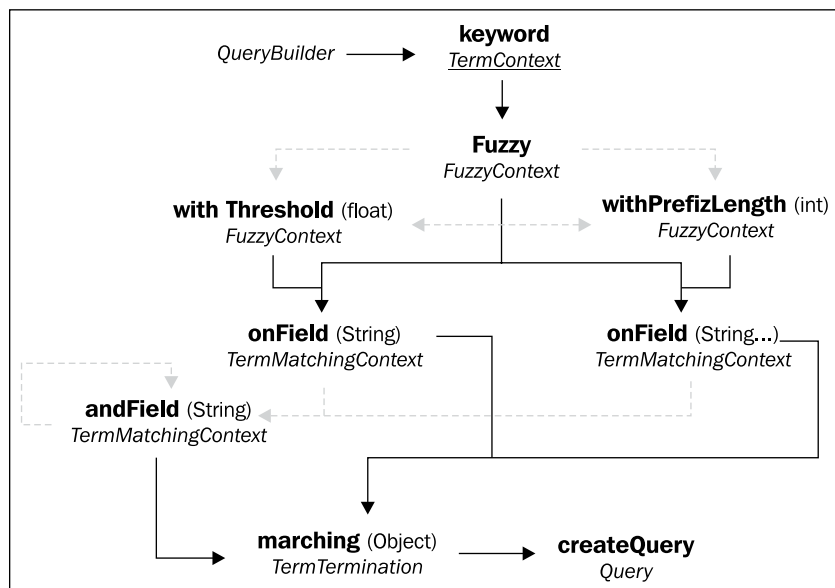 keyword
QueryBuilder
TermContext
Fuzzy
FuzzyContext
with Threshold (float)
FuzzyContext
withPrefizLength (int)
FuzzyContext
onField (String)
TermMatchingContext
onField (String...)
TermMatchingContext
andField (String)
TermMatchingContext
marching (Object)
TermTermination
createQuery
Query